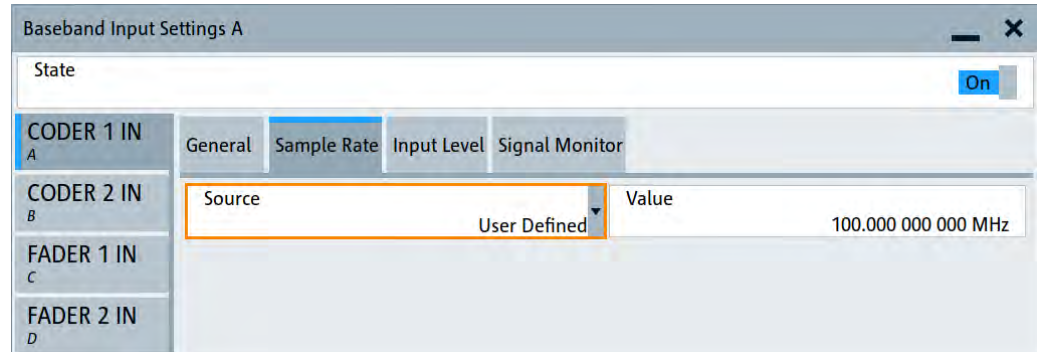 Baseband Input Settings A
State
On
CODER 1 IN
A
General Sample Rate Input Level Signal Monitor
CODER 2 IN
B
Source
User Defined
Value
100.000 000 000 MHz
FADER 1 IN
C
FADER 2 IN
D